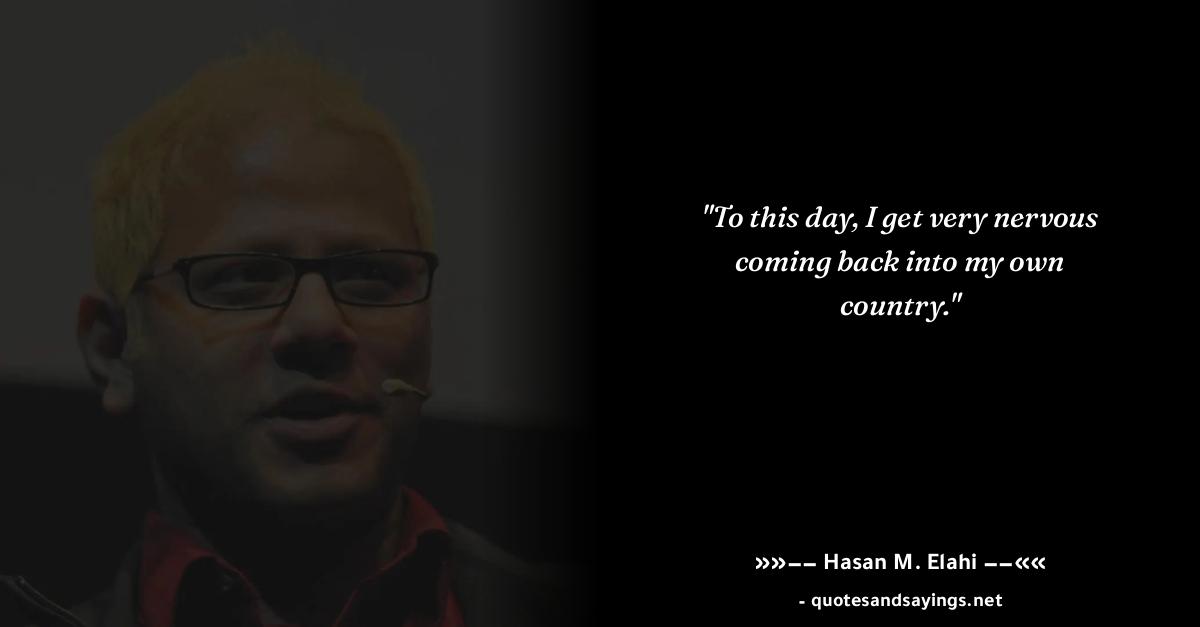 "To this day, I get very nervous
coming back into my own
country."
»»−− Hasan M. Elahi −−««
- quotesandsayings.net